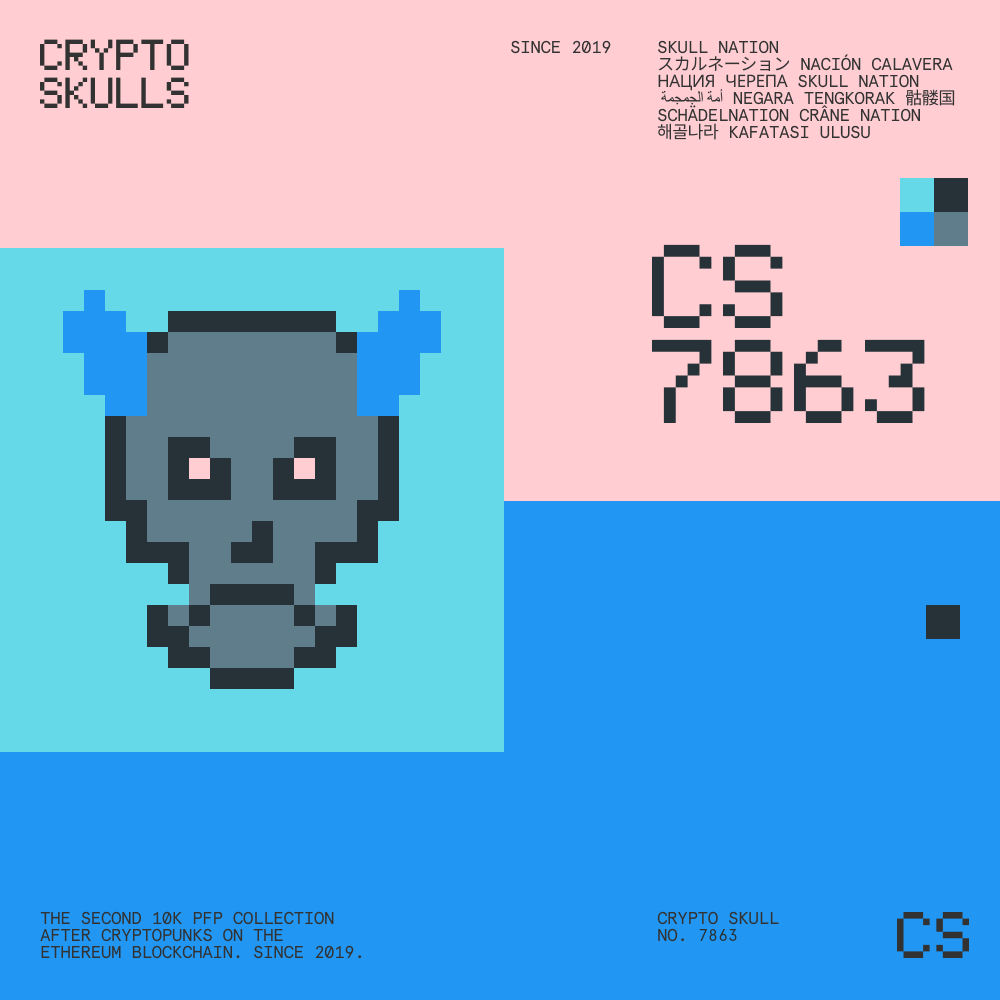 CRYPTO
SKULLS
SINCE 2019
SKULL NATION
スカルネーション NACIÓN CALAVERA
НАЦИЯ ЧЕРЕПА SKULL NATION
أمة الجمجمة NEGARA TENGKORAK 骷髅国
SCHÄDELNATION CRÂNE NATION
해골나라 KAFATASI ULUSU
CS
7863
THE SECOND 10K PFP COLLECTION
AFTER CRYPTOPUNKS ON THE
ETHEREUM BLOCKCHAIN. SINCE 2019.
CRYPTO SKULL
NO. 7863
CS